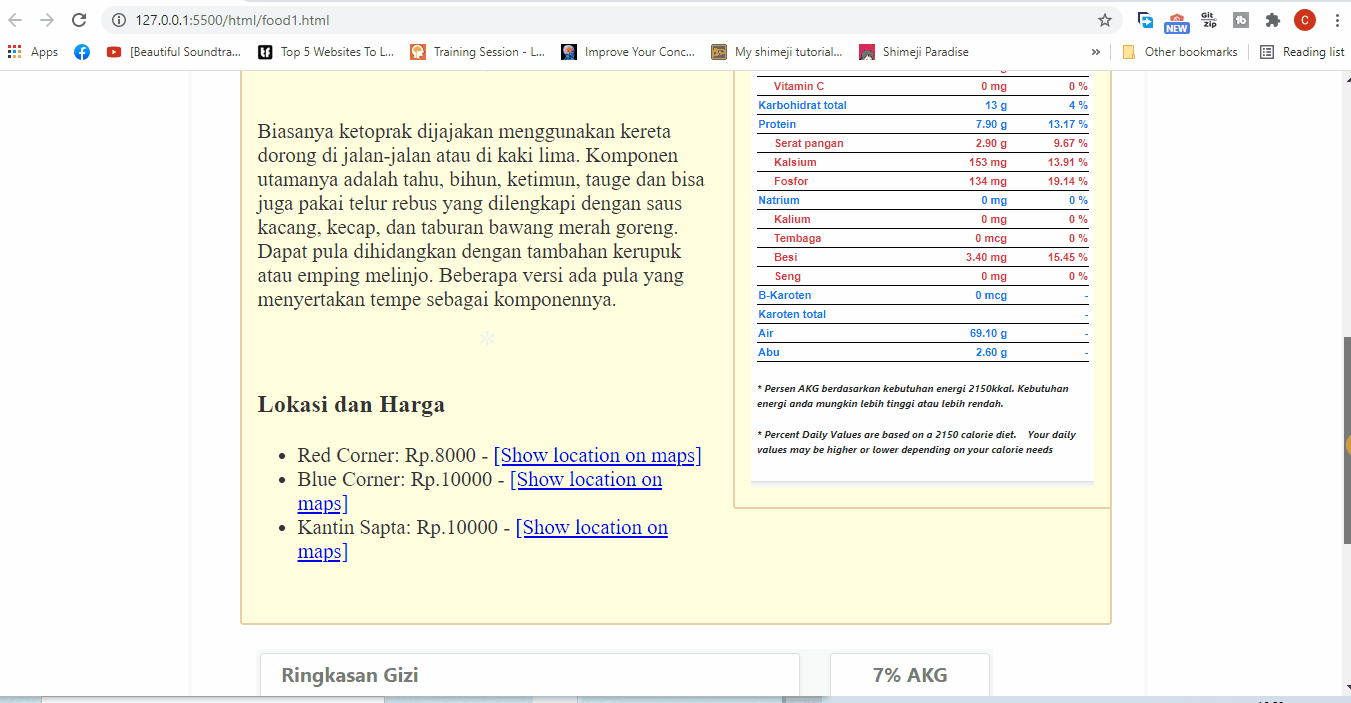 127.0.0.1:5500/html/food1.html
NEW
Git
Zip
tb
C
Apps
[Beautiful Soundtra...
Top 5 Websites To L...
Training Session - L...
Improve Your Conc...
My shimeji tutorial...
Shimeji Paradise
»
Other bookmarks
Reading list
Biasanya ketoprak dijajakan menggunakan kereta
dorong di jalan-jalan atau di kaki lima. Komponen
utamanya adalah tahu, bihun, ketimun, tauge dan bisa
juga pakai telur rebus yang dilengkapi dengan saus
kacang, kecap, dan taburan bawang merah goreng.
Dapat pula dihidangkan dengan tambahan kerupuk
atau emping melinjo. Beberapa versi ada pula yang
menyertakan tempe sebagai komponennya.
Lokasi dan Harga
• Red Corner: Rp.8000 - [Show location on maps]
• Blue Corner: Rp.10000 - [Show location on
maps]
• Kantin Sapta: Rp.10000 - [Show location on
maps]
Vitamin C 0 mg 0 %
Karbohidrat total 13 g 4 %
Protein 7.90 g 13.17 %
Serat pangan 2.90 g 9.67 %
Kalsium 153 mg 13.91 %
Fosfor 134 mg 19.14 %
Natrium 0 mg 0 %
Kalium 0 mg 0 %
Tembaga 0 mcg 0 %
Besi 3.40 mg 15.45 %
Seng 0 mg 0 %
B-Karoten 0 mcg -
Karoten total -
Air 69.10 g -
Abu 2.60 g -
* Persen AKG berdasarkan kebutuhan energi 2150kkal. Kebutuhan
energi anda mungkin lebih tinggi atau lebih rendah.
* Percent Daily Values are based on a 2150 calorie diet. Your daily
values may be higher or lower depending on your calorie needs
Ringkasan Gizi
7% AKG